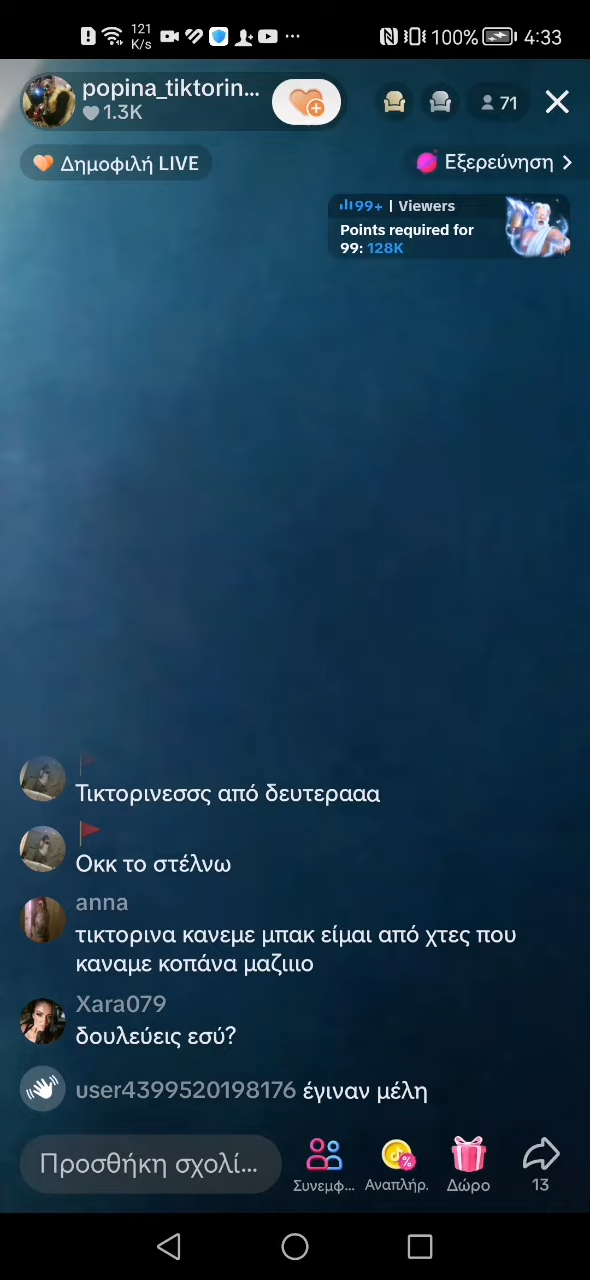 121
K/s
100%
4:33
popina_tiktorin...
1.3K
71
Δημοφιλή LIVE
Εξερεύνηση
99+ | Viewers
Points required for
99: 128K
Τικτορινεσσς από δευτερααα
Οκκ το στέλνω
anna
τικτορινα κανεμε μπακ είμαι από χτες που
καναμε κοπάνα μαζιιιο
Xara079
δουλεύεις εσύ?
user4399520198176 έγιναν μέλη
Προσθήκη σχολί...
Συνεμφ...
Αναπλήρ.
Δώρο
13